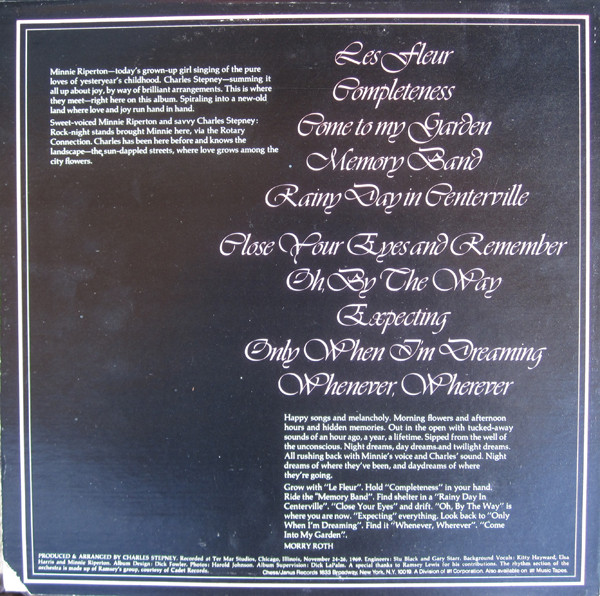 Minnie Riperton—today's grown-up girl singing of the pure
loves of yesteryear's childhood. Charles Stepney—summing it
all up about joy, by way of brilliant arrangements. This is where
they meet—right here on this album. Spiraling into a new-old
land where love and joy run hand in hand.
Sweet-voiced Minnie Riperton and savvy Charles Stepney:
Rock-night stands brought Minnie here, via the Rotary
Connection. Charles has been here before and knows the
landscape—the sun-dappled streets, where love grows among the
city flowers.
Les Fleur
Completeness
Come to my Garden
Memory Band
Rainy Day in Centerville
Close Your Eyes and Remember
Oh, By The Way
Expecting
Only When I'm Dreaming
Whenever, Wherever
Happy songs and melancholy. Morning flowers and afternoon
hours and hidden memories. Out in the open with tucked-away
sounds of an hour ago, a year, a lifetime. Sipped from the well of
the unconscious. Night dreams, day dreams and twilight dreams.
All rushing back with Minnie's voice and Charles' sound. Night
dreams of where they've been, and daydreams of where
they're going.
Grow with "Le Fleur". Hold "Completeness" in your hand.
Ride the "Memory Band". Find shelter in a "Rainy Day In
Centerville". "Close Your Eyes" and drift. "Oh, By The Way" is
where you are now. "Expecting" everything. Look back to "Only
When I'm Dreaming". Find it "Whenever, Wherever". "Come
Into My Garden".
MORRY ROTH
PRODUCED & ARRANGED BY CHARLES STEPNEY. Recorded at Ter Mar Studios, Chicago, Illinois, November 24-26, 1969. Engineers: Stu Black and Gary Starr. Background Vocals: Kitty Hayward, Eka
Harris and Minnie Riperton. Album Design: Dick Fowler. Photos: Harold Johnson. Album Supervision: Dick LaPalm. A special thanks to Ramsey Lewis for his contributions. The rhythm section of the
orchestra is made up of Ramsey's group, courtesy of Cadet Records.
Chess/Janus Records 1633 Broadway, New York, N.Y. 10019 A Division of Corporation. Also available on Music Tapes.